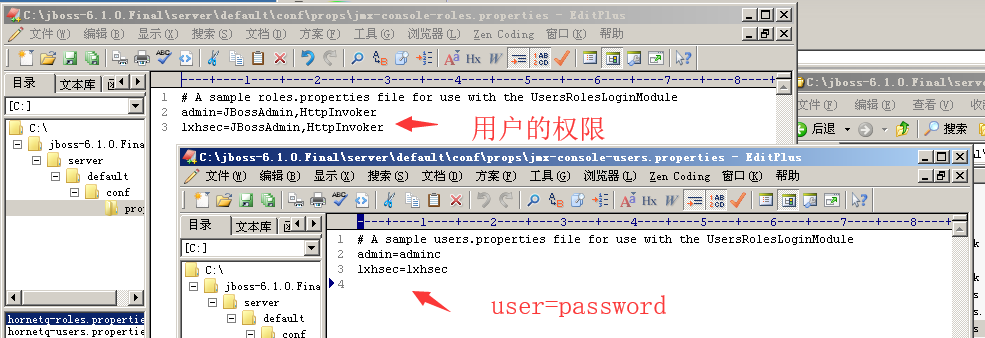 C:\jboss-6.1.0.Final\server\default\conf\props\jmx-console-roles.properties - EditPlus
文件(W) 编辑(B) 显示(X) 搜索(S) 文档(D) 方案(F) 工具(G) 浏览器(L) Zen Coding 窗口(K) 帮助
目录 文本库
----+----1----+----2----+----3----+----4----+----5----+----6----+----7----+----8--+
[C:]
C:\
jboss-6.1.0.Final
server
default
conf
pro
hornetq-roles.propertie
hornetq-users.propertie
1 # A sample roles.properties file for use with the UsersRolesLoginModule
2 admin=JBossAdmin,HttpInvoker
3 lxhsec=JBossAdmin,HttpInvoker
用户的权限
C:\jboss-6.1.0.Final\serve
文件(F) 编辑(E) 查看(V)
后退 搜索
C:\jboss-6.1.0.Final\server\default\conf\props\jmx-console-users.properties - EditPlus
文件(W) 编辑(B) 显示(X) 搜索(S) 文档(D) 方案(F) 工具(G) 浏览器(L) Zen Coding 窗口(K) 帮助
目录 文本库
----+----1----+----2----+----3----+----4----+----5----+----6----+----7----+----8----+
[C:]
C:\
jboss-6.1.0.Final
server
default
conf
1 # A sample users.properties file for use with the UsersRolesLoginModule
2 admin=adminc
3 lxhsec=lxhsec
4
user=password